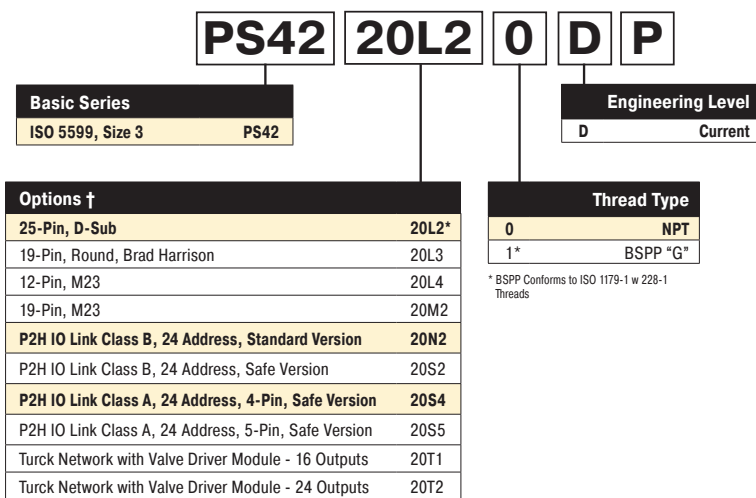 PS42 20L2 0 D P
Basic Series
ISO 5599, Size 3 PS42
Engineering Level
D Current
Options †
25-Pin, D-Sub 20L2*
19-Pin, Round, Brad Harrison 20L3
12-Pin, M23 20L4
19-Pin, M23 20M2
P2H IO Link Class B, 24 Address, Standard Version 20N2
P2H IO Link Class B, 24 Address, Safe Version 20S2
P2H IO Link Class A, 24 Address, 4-Pin, Safe Version 20S4
P2H IO Link Class A, 24 Address, 5-Pin, Safe Version 20S5
Turck Network with Valve Driver Module - 16 Outputs 20T1
Turck Network with Valve Driver Module - 24 Outputs 20T2
Thread Type
0 NPT
1* BSPP “G”
* BSPP Conforms to ISO 1179-1 w 228-1
Threads